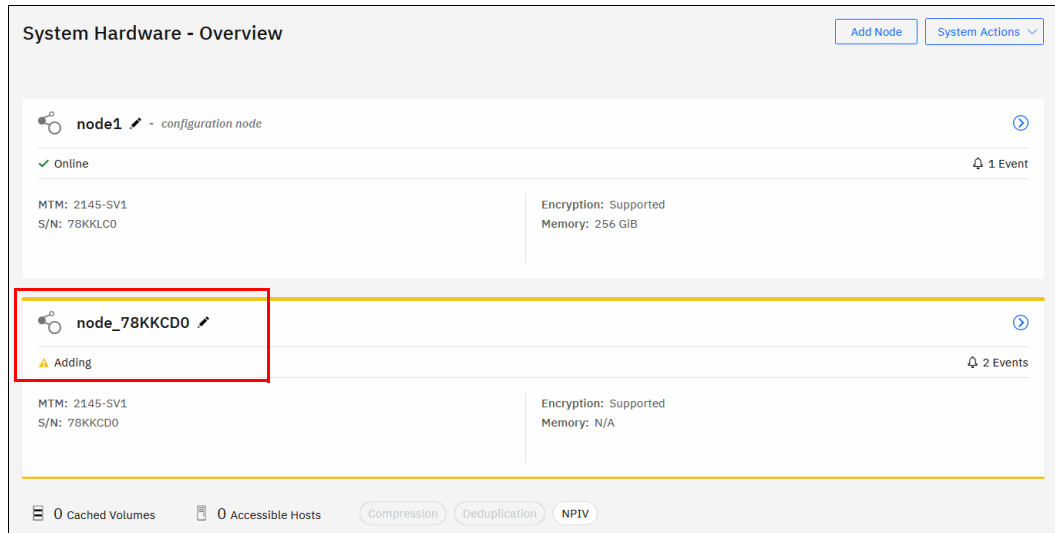 System Hardware - Overview
Add Node
System Actions
node1 - configuration node
Online
1 Event
MTM: 2145-SV1
S/N: 78KKLC0
Encryption: Supported
Memory: 256 GiB
node_78KKCD0
Adding
2 Events
MTM: 2145-SV1
S/N: 78KKCD0
Encryption: Supported
Memory: N/A
0 Cached Volumes
0 Accessible Hosts
Compression
Deduplication
NPIV